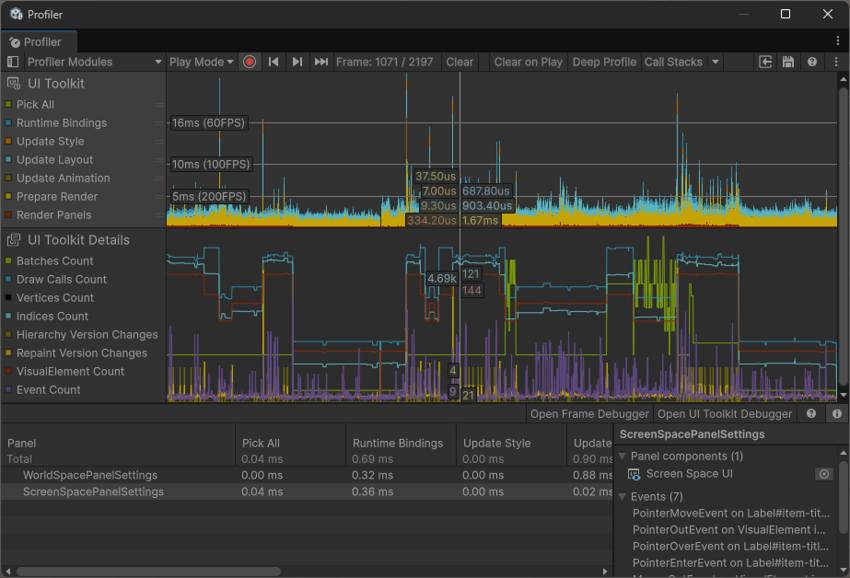 Profiler
Profiler
Profiler Modules Play Mode Frame: 1071 / 2197 Clear Clear on Play Deep Profile Call Stacks
UI Toolkit
Pick All
Runtime Bindings
Update Style
Update Layout
Update Animation
Prepare Render
Render Panels
16ms (60FPS)
10ms (100FPS)
5ms (200FPS)
37.50us
7.00us 687.80us
9.30us 903.40us
334.20us 1.67ms
UI Toolkit Details
Batches Count
Draw Calls Count
Vertices Count
Indices Count
Hierarchy Version Changes
Repaint Version Changes
VisualElement Count
Event Count
4.69k 121
144
4
9 21
Open Frame Debugger Open UI Toolkit Debugger
Panel Pick All Runtime Bindings Update Style Update
Total 0.04 ms 0.69 ms 0.00 ms 0.90 ms
WorldSpacePanelSettings 0.00 ms 0.32 ms 0.00 ms 0.88 ms
ScreenSpacePanelSettings 0.04 ms 0.36 ms 0.00 ms 0.02 ms
ScreenSpacePanelSettings
Panel components (1)
Screen Space UI
Events (7)
PointerMoveEvent on Label#item-tit...
PointerOutEvent on VisualElement i...
PointerOverEvent on Label#item-titl...
PointerEnterEvent on Label#item-tit...